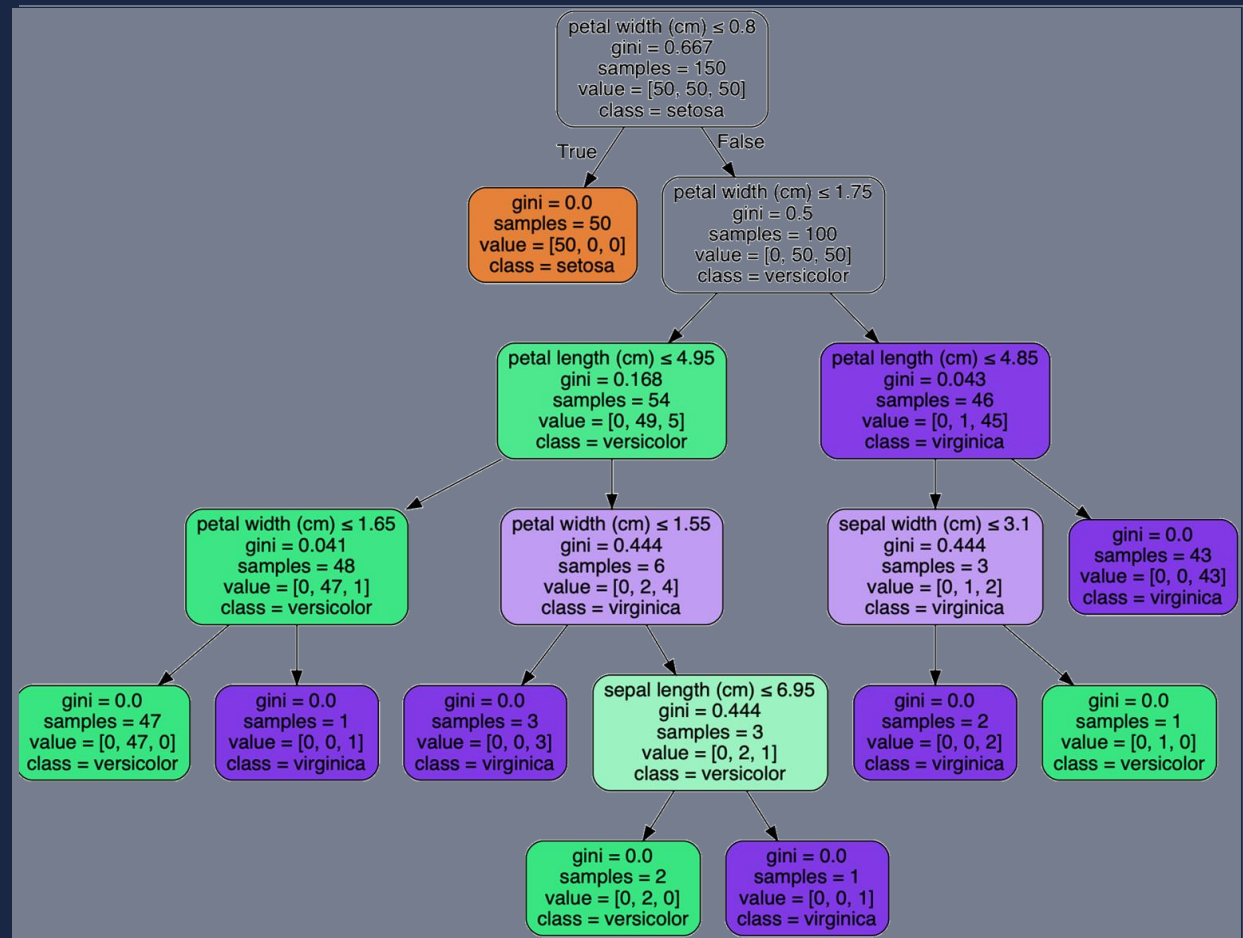 petal width (cm) ≤ 0.8
gini = 0.667
samples = 150
value = [50, 50, 50]
class = setosa
True
False
gini = 0.0
samples = 50
value = [50, 0, 0]
class = setosa
petal width (cm) ≤ 1.75
gini = 0.5
samples = 100
value = [0, 50, 50]
class = versicolor
petal length (cm) ≤ 4.95
gini = 0.168
samples = 54
value = [0, 49, 5]
class = versicolor
petal length (cm) ≤ 4.85
gini = 0.043
samples = 46
value = [0, 1, 45]
class = virginica
petal width (cm) ≤ 1.65
gini = 0.041
samples = 48
value = [0, 47, 1]
class = versicolor
petal width (cm) ≤ 1.55
gini = 0.444
samples = 6
value = [0, 2, 4]
class = virginica
sepal width (cm) ≤ 3.1
gini = 0.444
samples = 3
value = [0, 1, 2]
class = virginica
gini = 0.0
samples = 43
value = [0, 0, 43]
class = virginica
gini = 0.0
samples = 47
value = [0, 47, 0]
class = versicolor
gini = 0.0
samples = 1
value = [0, 0, 1]
class = virginica
gini = 0.0
samples = 3
value = [0, 0, 3]
class = virginica
sepal length (cm) ≤ 6.95
gini = 0.444
samples = 3
value = [0, 2, 1]
class = versicolor
gini = 0.0
samples = 2
value = [0, 0, 2]
class = virginica
gini = 0.0
samples = 1
value = [0, 1, 0]
class = versicolor
gini = 0.0
samples = 2
value = [0, 2, 0]
class = versicolor
gini = 0.0
samples = 1
value = [0, 0, 1]
class = virginica